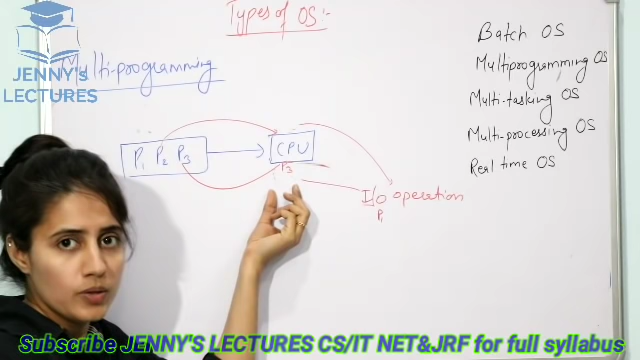 Types of OS :-
JENNY's
LECTURES
Multi-programming
Batch OS
Multiprogramming OS
Multi-tasking OS
Multi-processing OS
Real time OS
P1 P2 P3
CPU
P3
I/O operation
P1
Subscribe JENNY'S LECTURES CS/IT NET&JRF for full syllabus